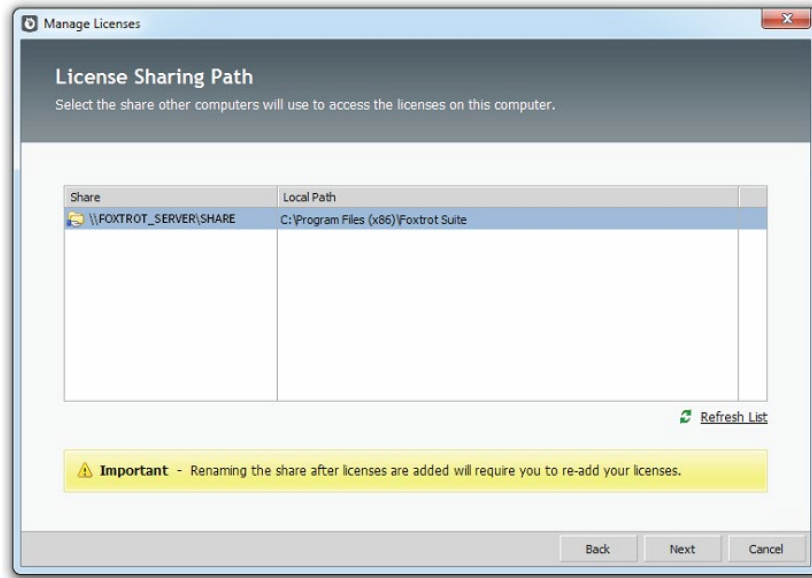 Manage Licenses
License Sharing Path
Select the share other computers will use to access the licenses on this computer.
Share Local Path
\\FOXTROT_SERVER\SHARE C:\Program Files (x86)\Foxtrot Suite
Refresh List
Important - Renaming the share after licenses are added will require you to re-add your licenses.
Back Next Cancel